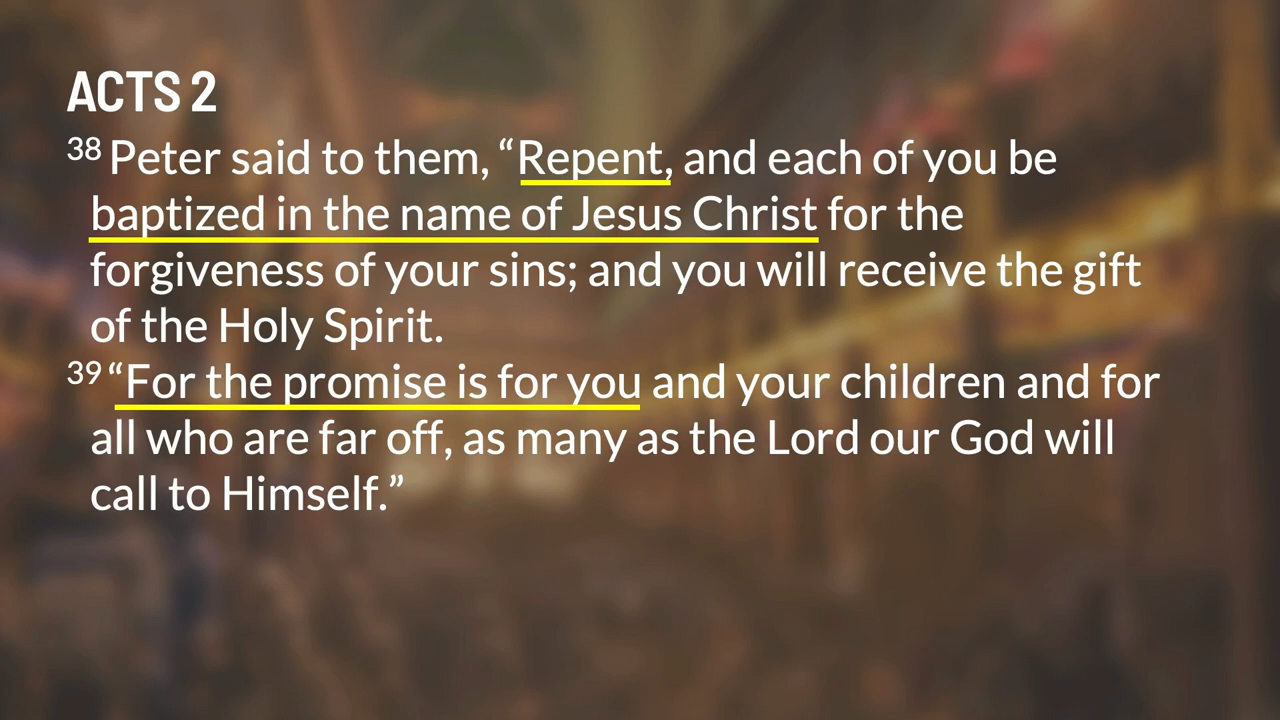 ACTS 2
38 Peter said to them, “Repent, and each of you be
baptized in the name of Jesus Christ for the
forgiveness of your sins; and you will receive the gift
of the Holy Spirit.
39 “For the promise is for you and your children and for
all who are far off, as many as the Lord our God will
call to Himself.”